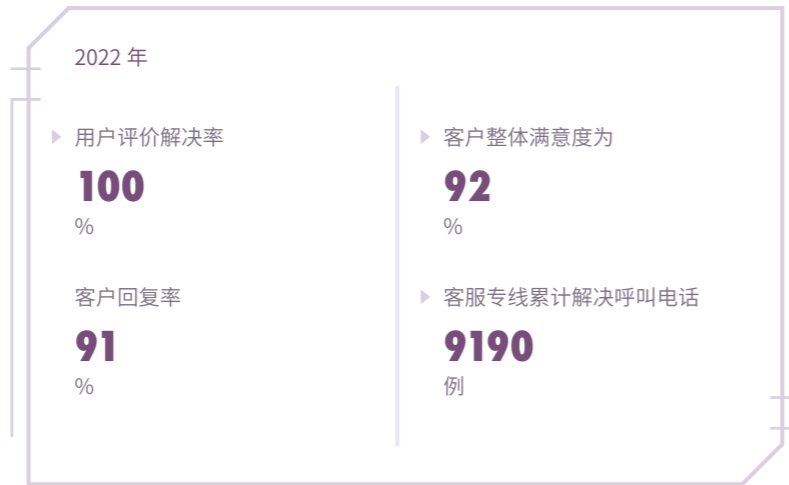 2022 年
用户评价解决率
100
%
客户回复率
91
%
客户整体满意度为
92
%
客服专线累计解决呼叫电话
9190
例